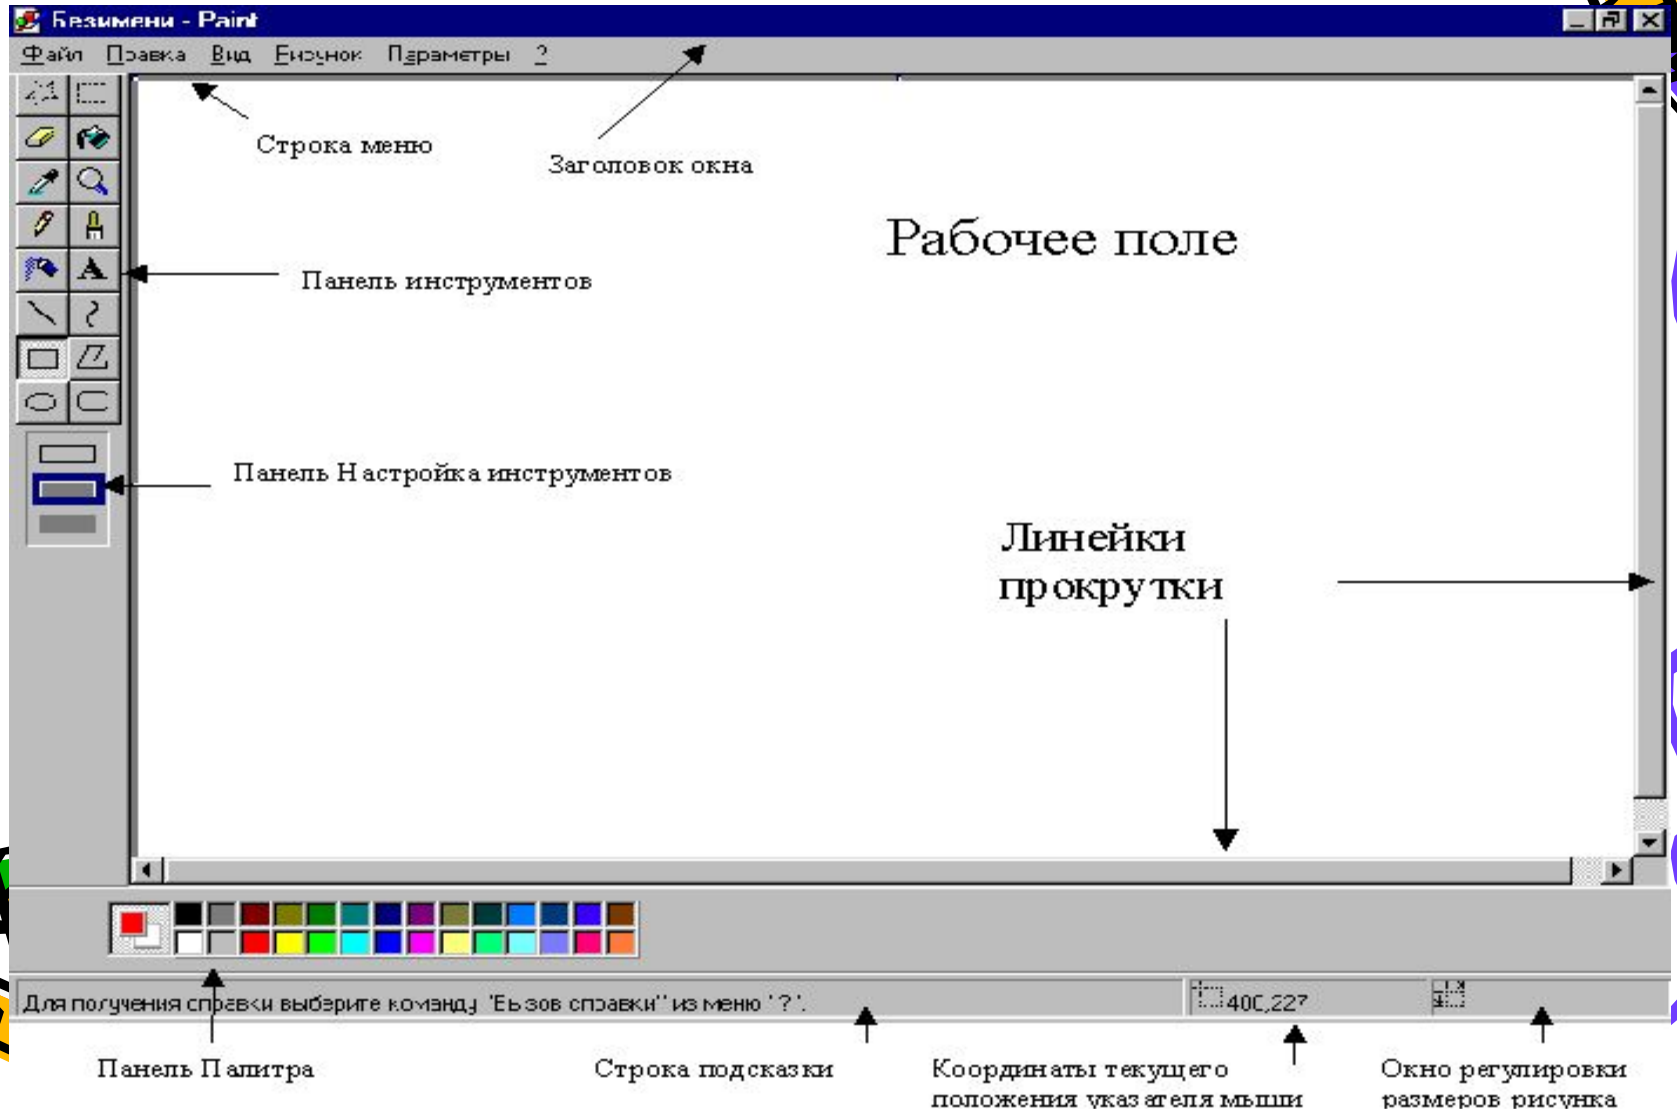 Безимени - Paint
Файл Правка Вид Рисунок Параметры ?
Строка меню
Заголовок окна
Рабочее поле
Панель инструментов
Панель Настройка инструментов
Линейки
прокрутки
Для получения справки выберите команду "Вызов справки" из меню "?".
400,227
Панель Палитра
Строка подсказки
Координаты текущего
положения указателя мыши
Окно регулировки
размеров рисунка